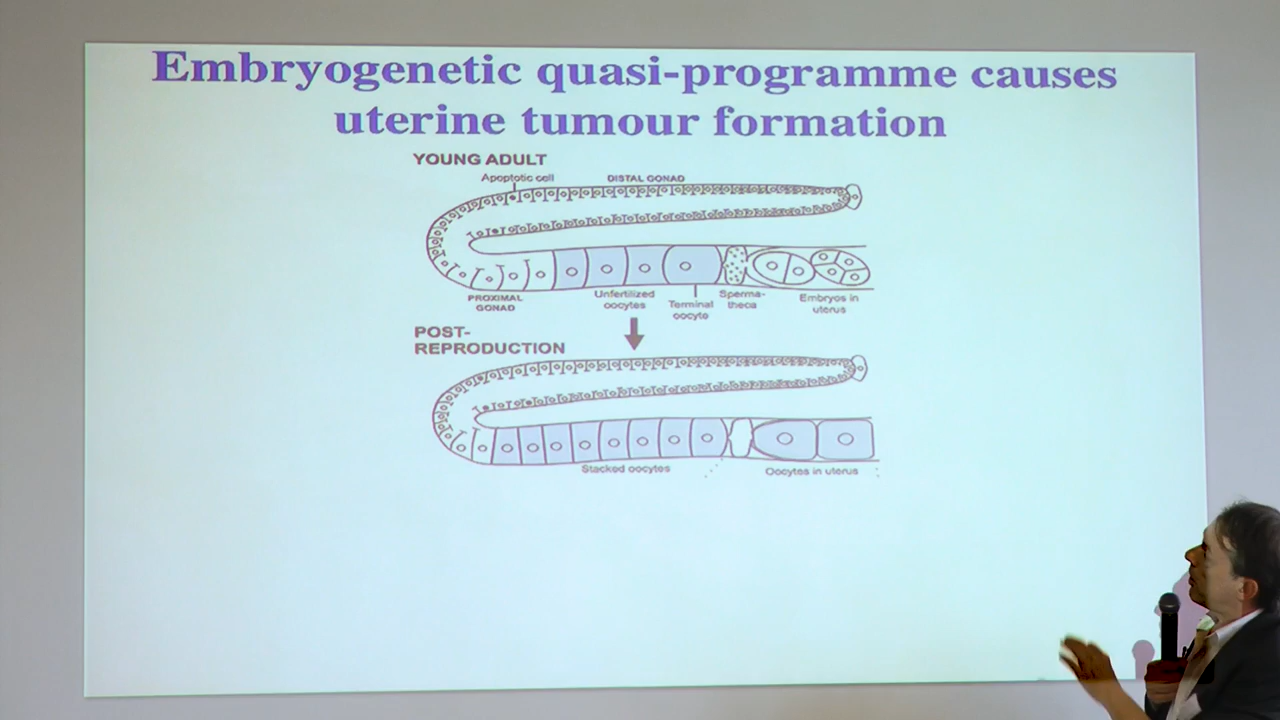 Embryogenetic quasi-programme causes
uterine tumour formation
YOUNG ADULT
Apoptotic cell
DISTAL GONAD
PROXIMAL
GONAD
Unfertilized
oocytes
Terminal
oocyte
Sperma-
theca
Embryos in
uterus
POST-
REPRODUCTION
Stacked oocytes
Oocytes in uterus